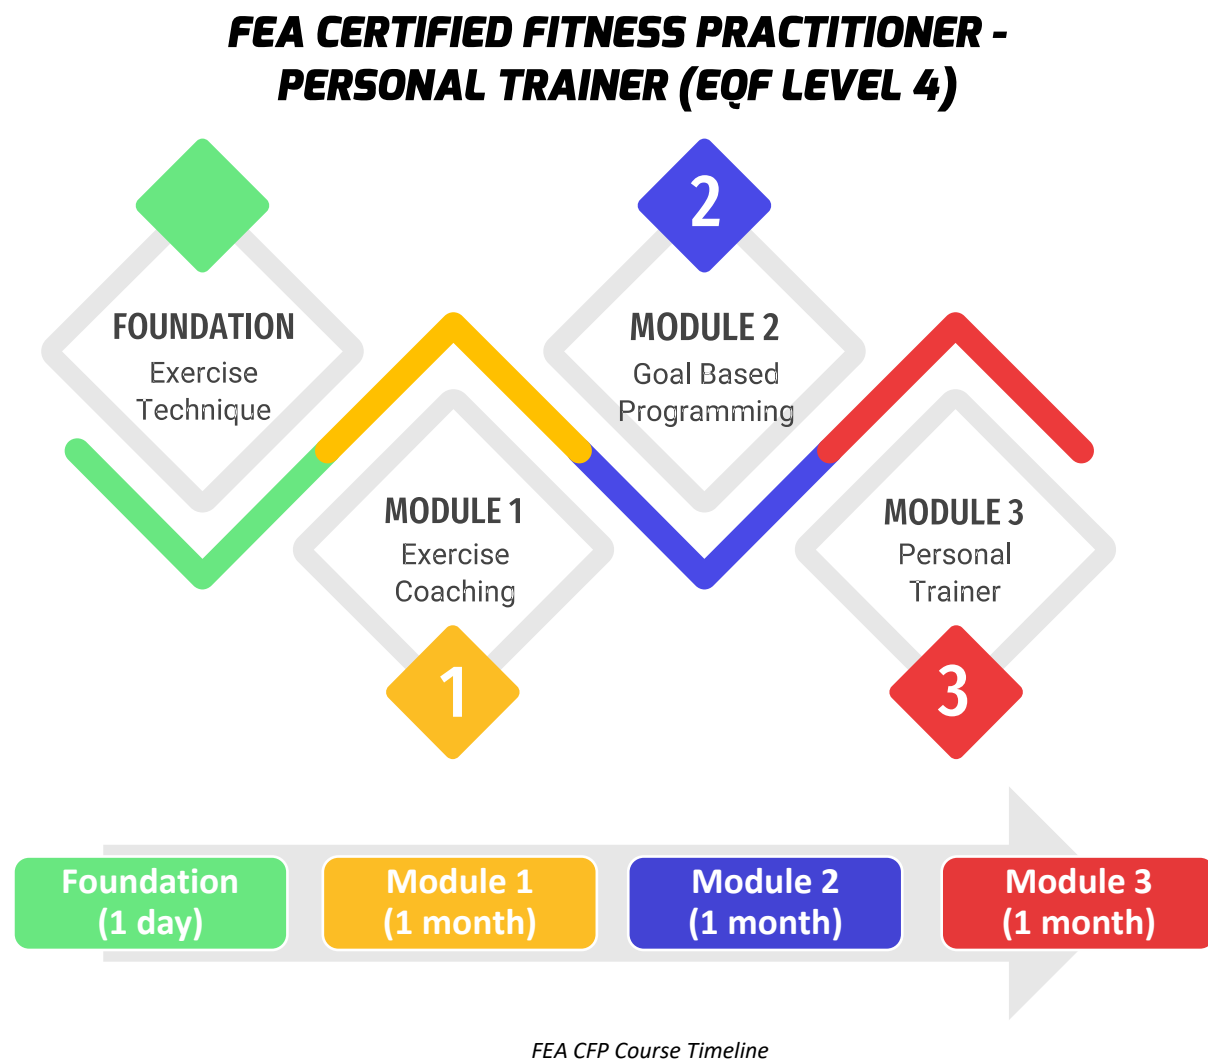 FEA CERTIFIED FITNESS PRACTITIONER -
PERSONAL TRAINER (EQF LEVEL 4)
FOUNDATION
Exercise
Technique
1
MODULE 1
Exercise
Coaching
2
MODULE 2
Goal Based
Programming
MODULE 3
Personal
Trainer
3
Foundation
(1 day)
Module 1
(1 month)
Module 2
(1 month)
Module 3
(1 month)
FEA CFP Course Timeline